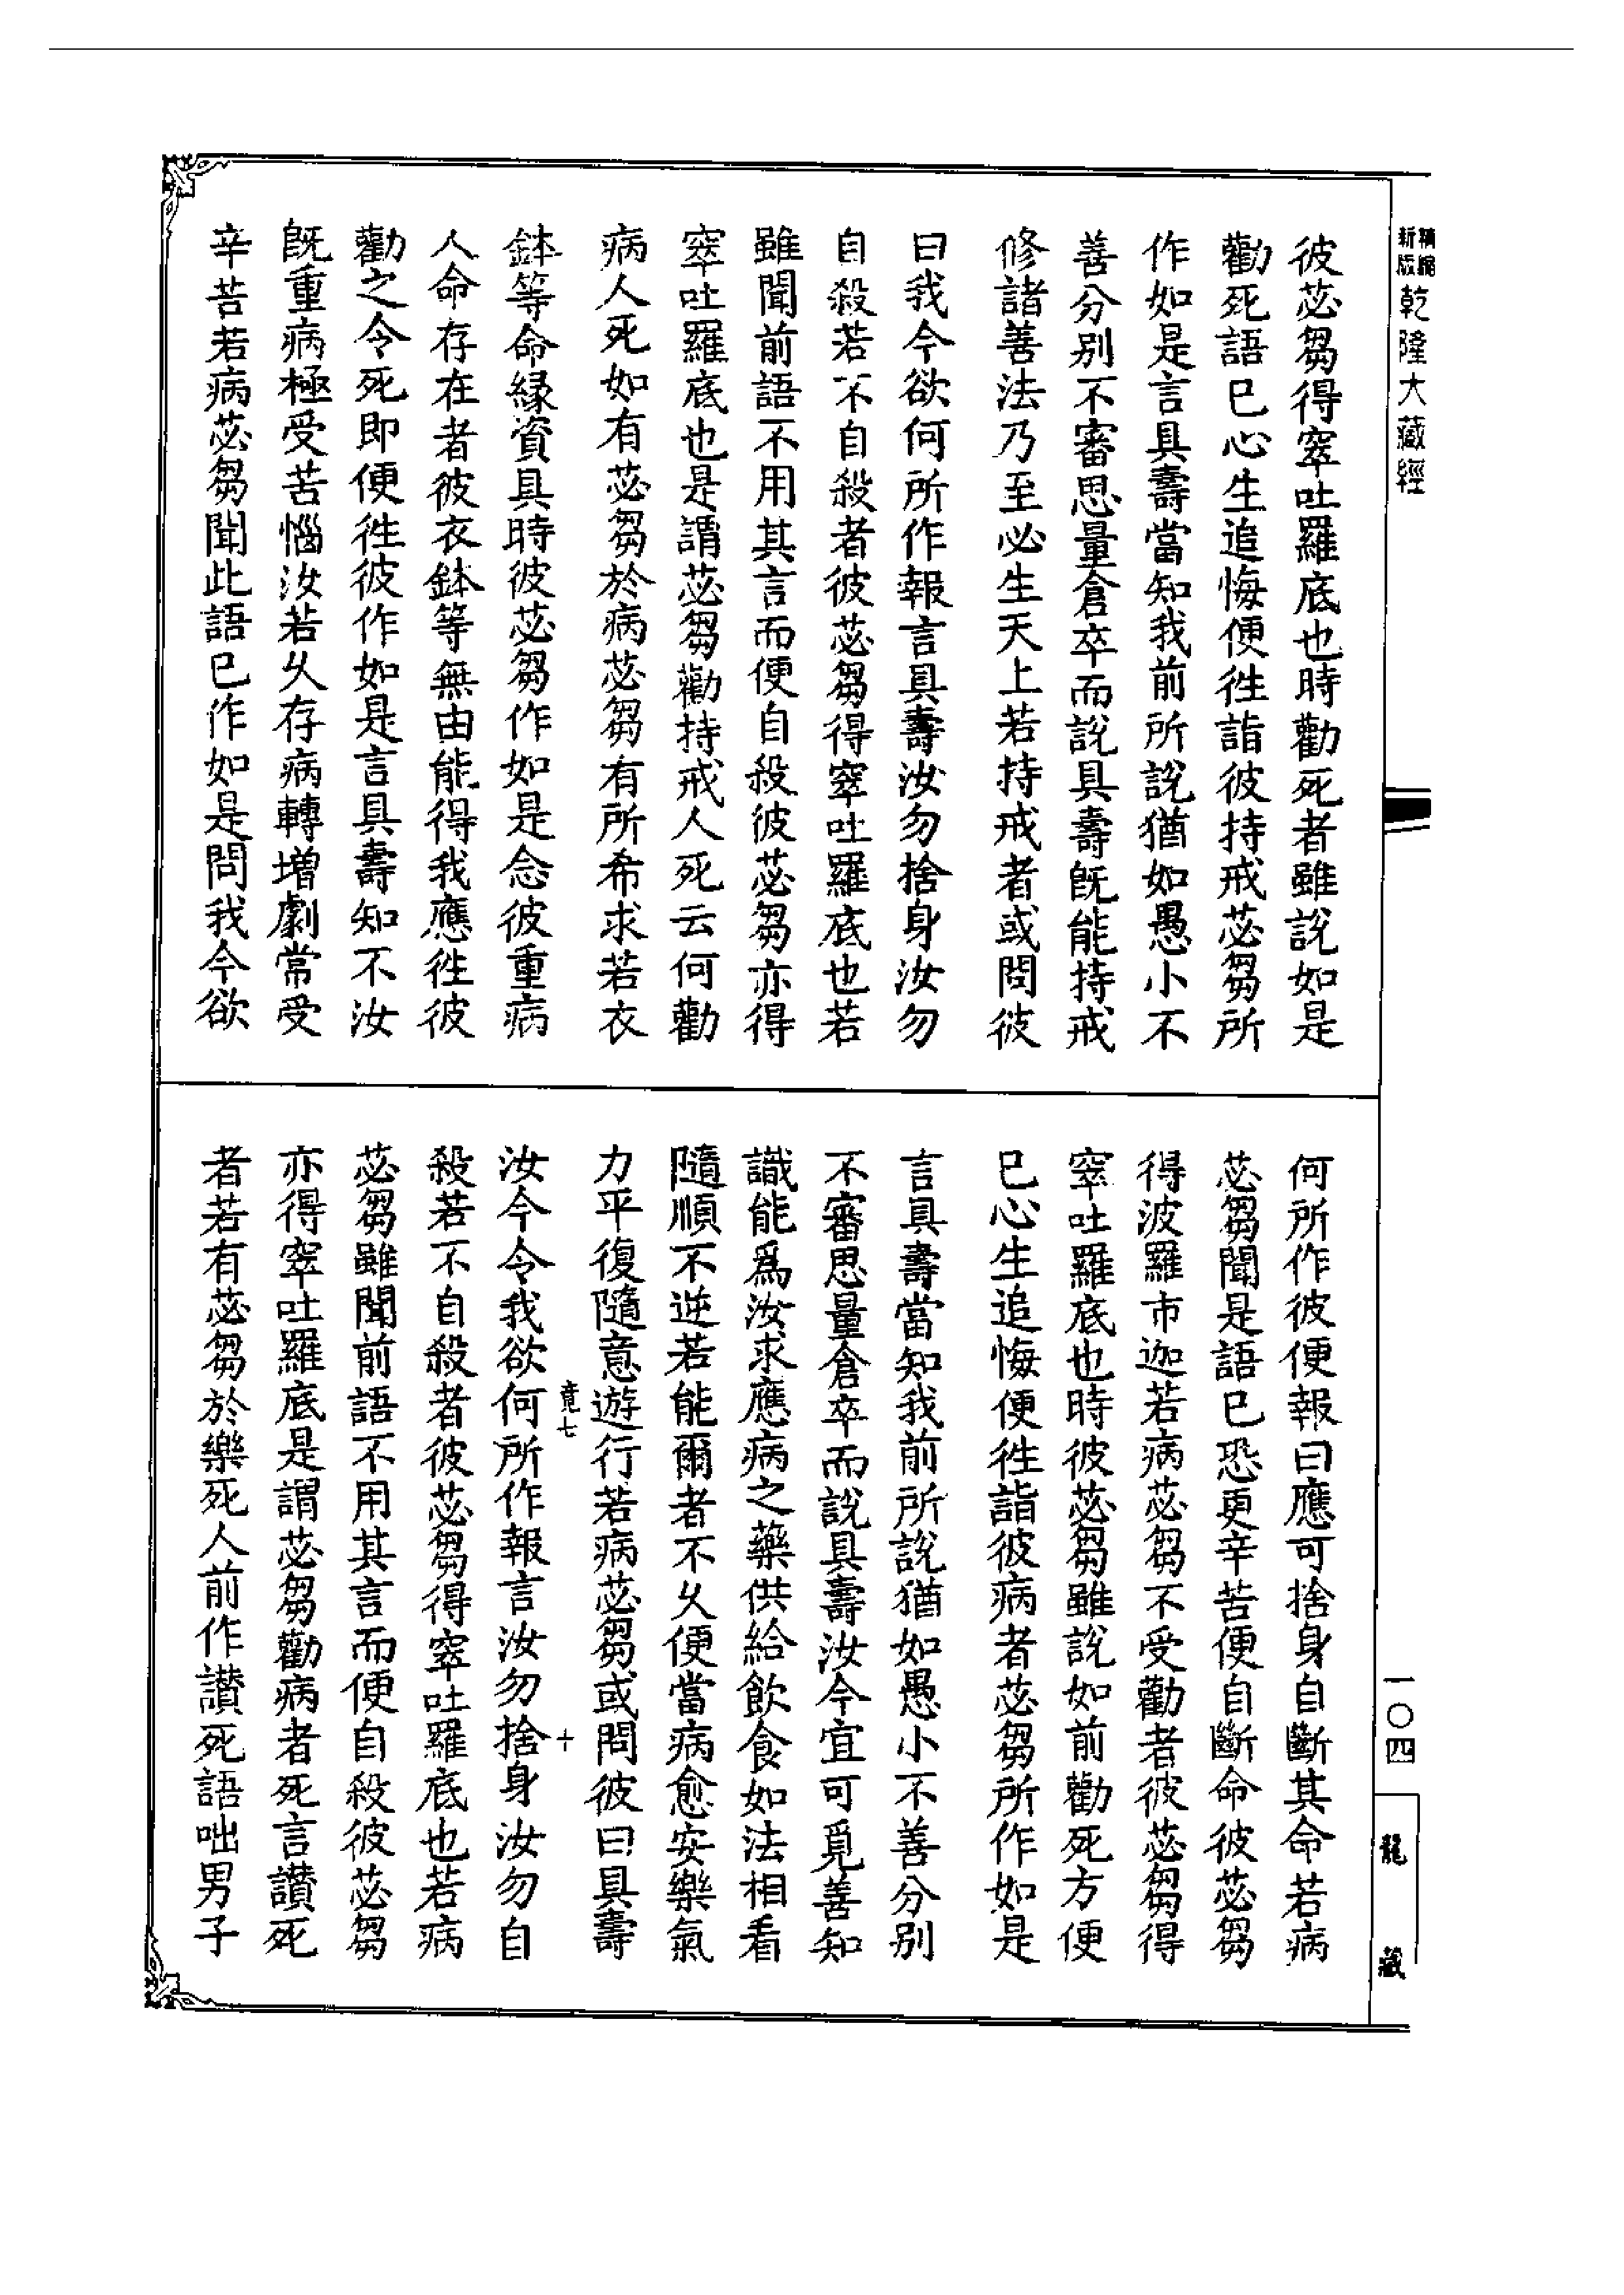 精縮新版乾隆大藏經
彼苾芻得窣吐羅底也時勸死者雖說如是
勸死語已心生追悔便往詣彼持戒苾芻所
作如是言具壽當知我前所說猶如愚小不
善分別不審思量倉卒而說具壽既能持戒
修諸善法乃至必生天上若持戒者或問彼
曰我今欲何所作報言具壽汝勿捨身汝勿
自殺若不自殺者彼苾芻得窣吐羅底也若
雖聞前語不用其言而便自殺彼苾芻亦得
窣吐羅底也是謂苾芻勸持戒人死云何勸
病人死如有苾芻於病苾芻有所希求若衣
鉢等命緣資具時彼苾芻作如是念彼重病
人命存在者彼衣鉢等無由能得我應往彼
勸之令死即便往彼作如是言具壽知不汝
既重病極受苦惱汝若久存病轉增劇常受
辛苦若病苾芻聞此語已作如是問我今欲
何所作彼便報曰應可捨身自斷其命若病
苾芻聞是語已恐更辛苦便自斷命彼苾芻
得波羅市迦若病苾芻不受勸者彼苾芻得
窣吐羅底也時彼苾芻雖說如前勸死方便
已心生追悔便往詣彼病者苾芻所作如是
言具壽當知我前所說猶如愚小不善分別
不審思量倉卒而說具壽汝今宜可覓善知
識能爲汝求應病之藥供給飲食如法相看
隨順不逆若能爾者不久便當病愈安樂氣
力平復隨意遊行若病苾芻或問彼曰具壽
竟七
十
汝今令我欲何所作報言汝勿捨身汝勿自
殺若不自殺者彼苾芻得窣吐羅底也若病
苾芻雖聞前語不用其言而便自殺彼苾芻
亦得窣吐羅底是謂苾芻勸病者死言讃死
者若有苾芻於樂死人前作讃死語咄男子
一〇四
龍藏